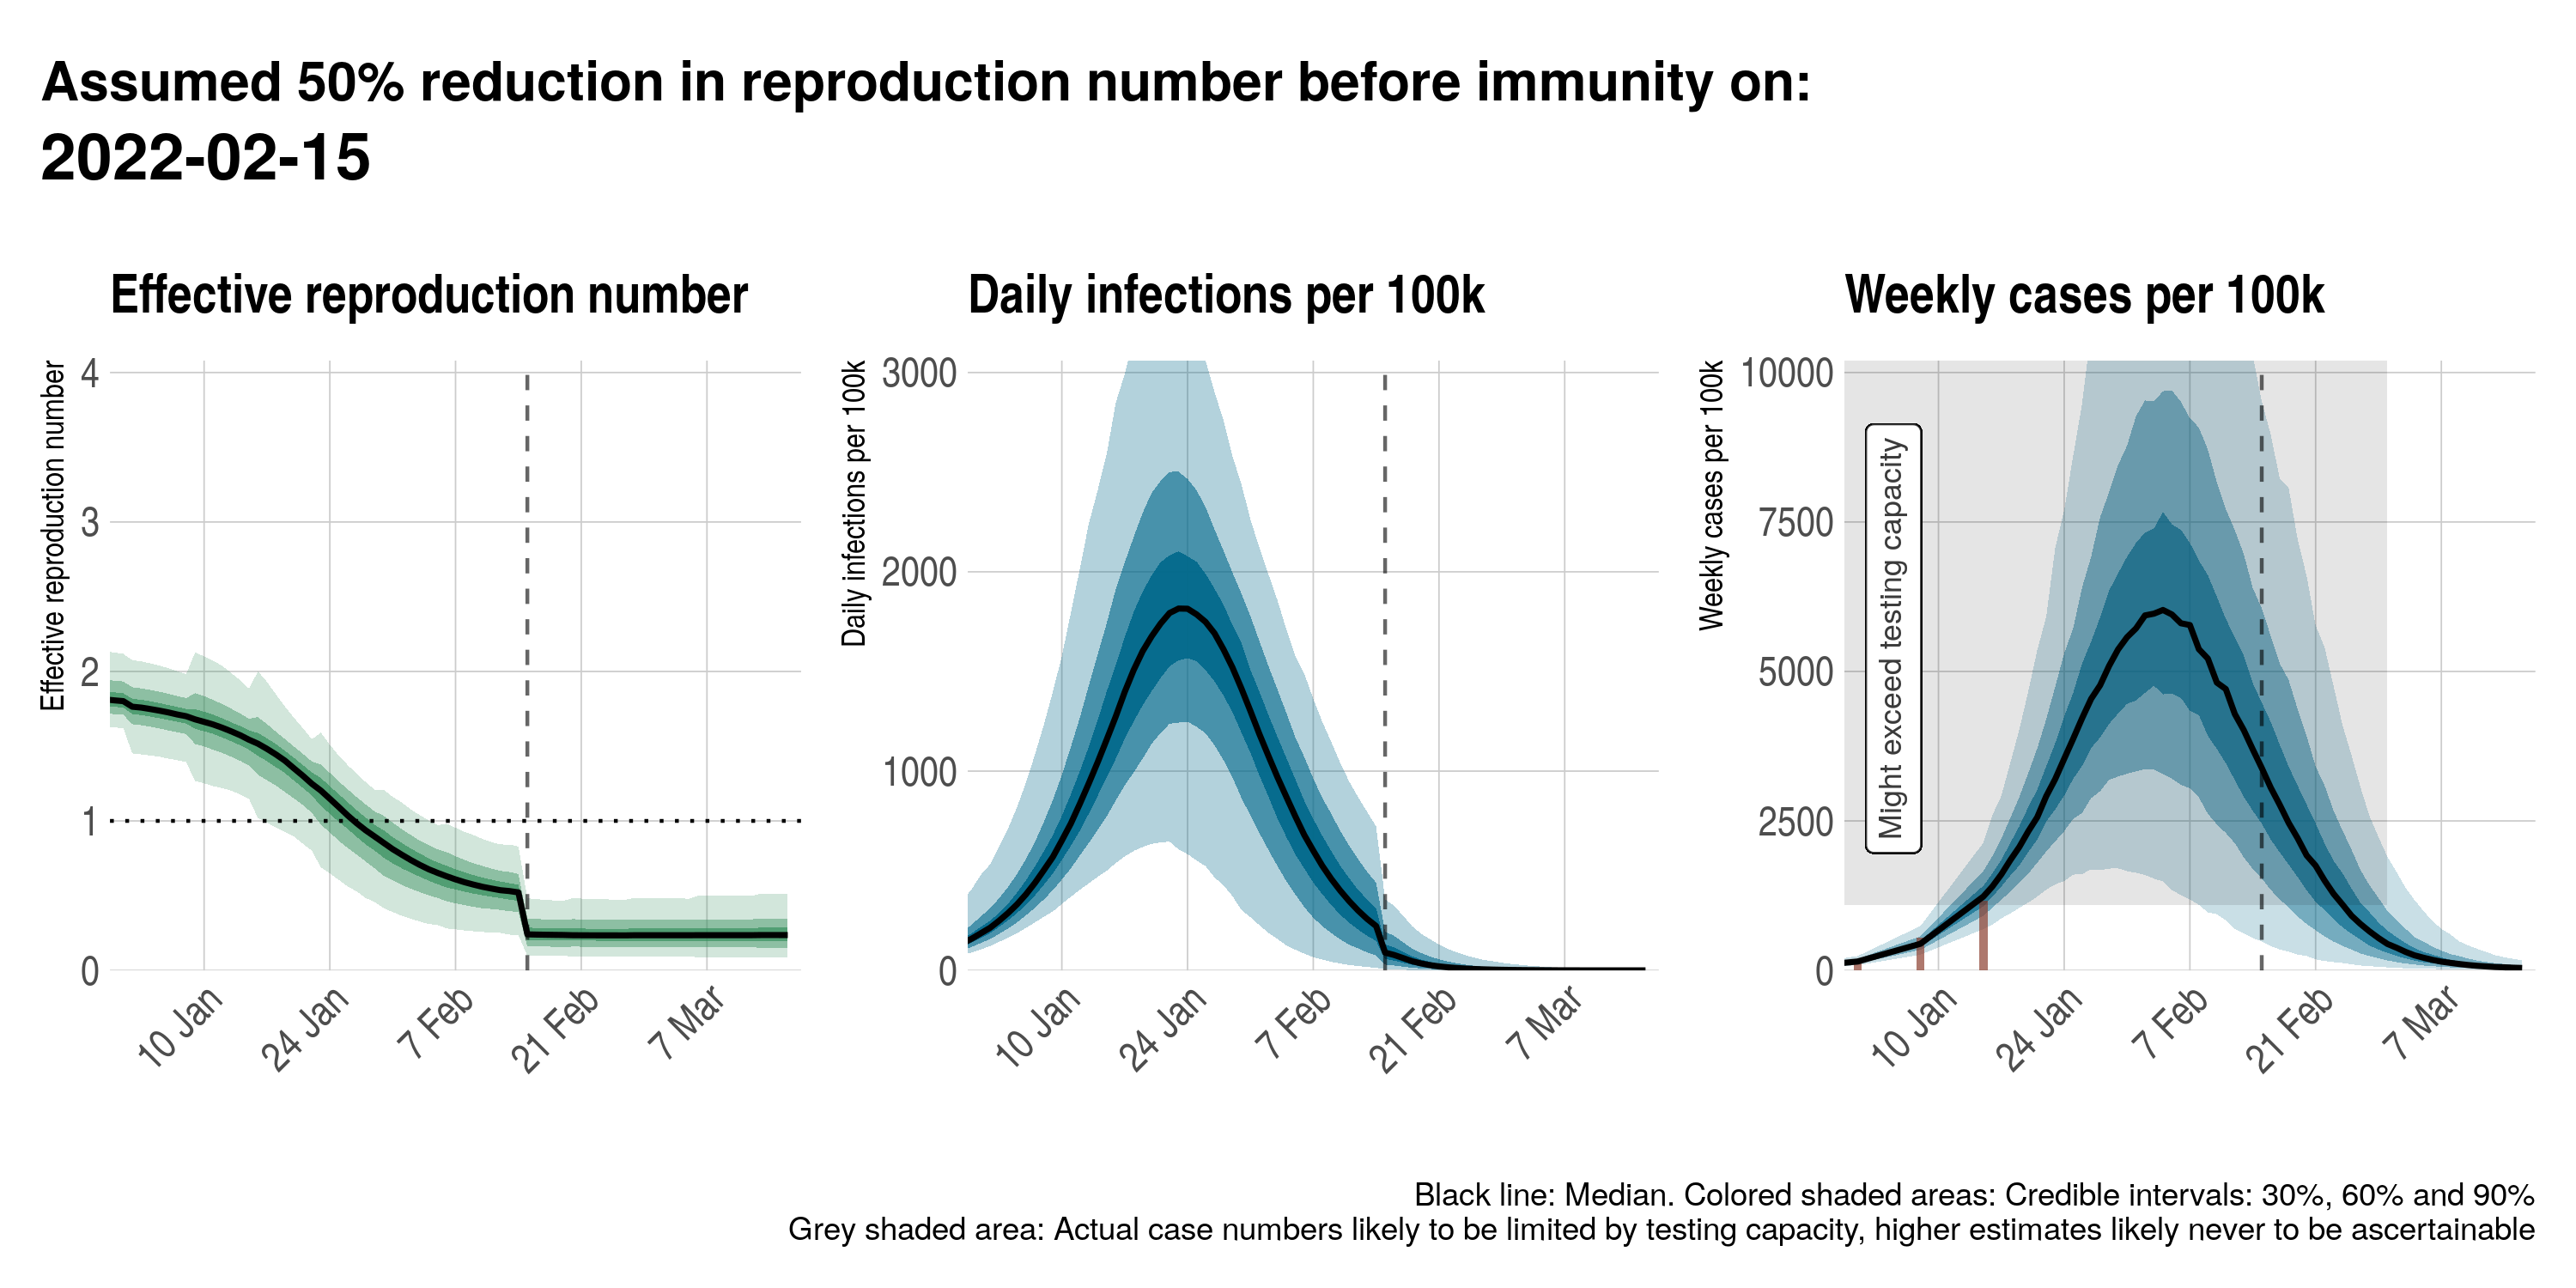 Assumed 50% reduction in reproduction number before immunity on:
2022-02-15
Effective reproduction number
Effective reproduction number
4
3
2
1
0
10 Jan
24 Jan
7 Feb
21 Feb
7 Mar
Daily infections per 100k
Daily infections per 100k
3000
2000
1000
0
10 Jan
24 Jan
7 Feb
21 Feb
7 Mar
Weekly cases per 100k
Weekly cases per 100k
10000
7500
5000
2500
0
Might exceed testing capacity
10 Jan
24 Jan
7 Feb
21 Feb
7 Mar
Black line: Median. Colored shaded areas: Credible intervals: 30%, 60% and 90%
Grey shaded area: Actual case numbers likely to be limited by testing capacity, higher estimates likely never to be ascertainable